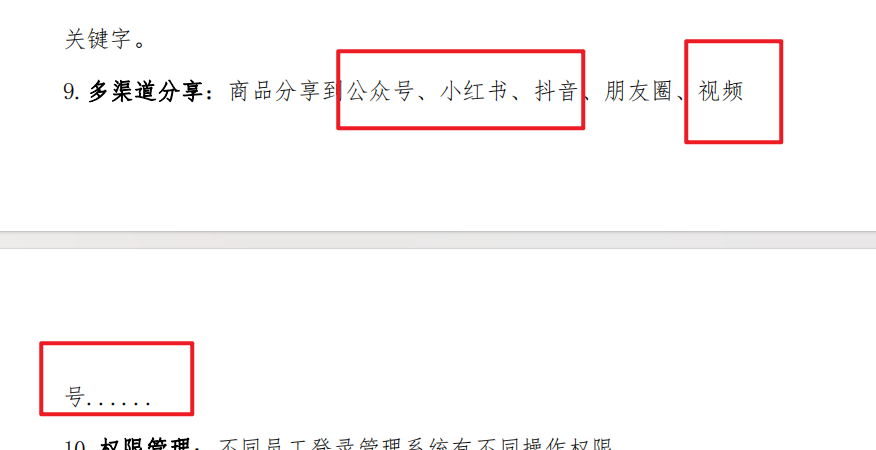 关键字。
9. 多渠道分享：商品分享到公众号、小红书、抖音、朋友圈、视频
号......
10. 权限管理：不同员工登录管理系统有不同操作权限